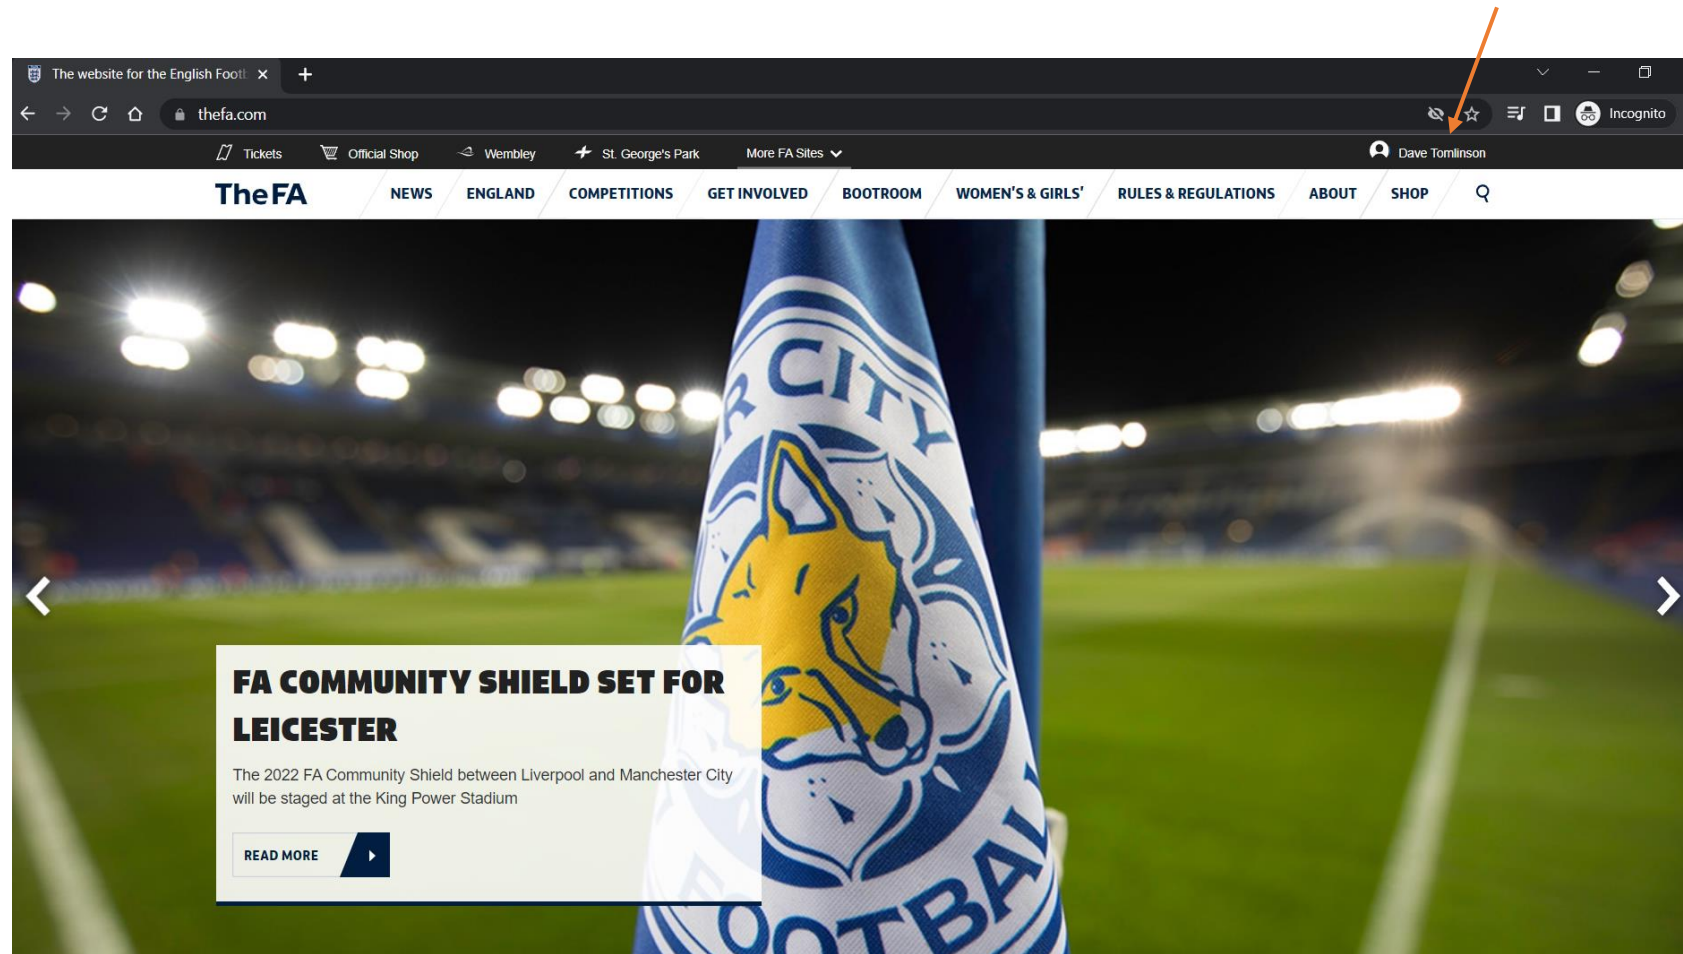 The website for the English Footl
thefa.com
Incognito
Tickets
Official Shop
Wembley
St. George's Park
More FA Sites
Dave Tomlinson
The FA
NEWS
ENGLAND
COMPETITIONS
GET INVOLVED
BOOTROOM
WOMEN'S & GIRLS'
RULES & REGULATIONS
ABOUT
SHOP
R CITY
FOOTBALL
FA COMMUNITY SHIELD SET FOR
LEICESTER
The 2022 FA Community Shield between Liverpool and Manchester City
will be staged at the King Power Stadium
READ MORE